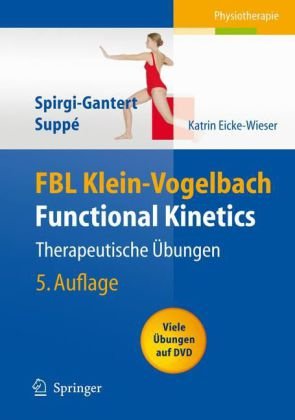 Physiotherapie
Spirgi-Gantert
Suppé
Katrin Eicke-Wieser
FBL Klein-Vogelbach
Functional Kinetics
Therapeutische Übungen
5. Auflage
Viele
Übungen
auf DVD
Springer